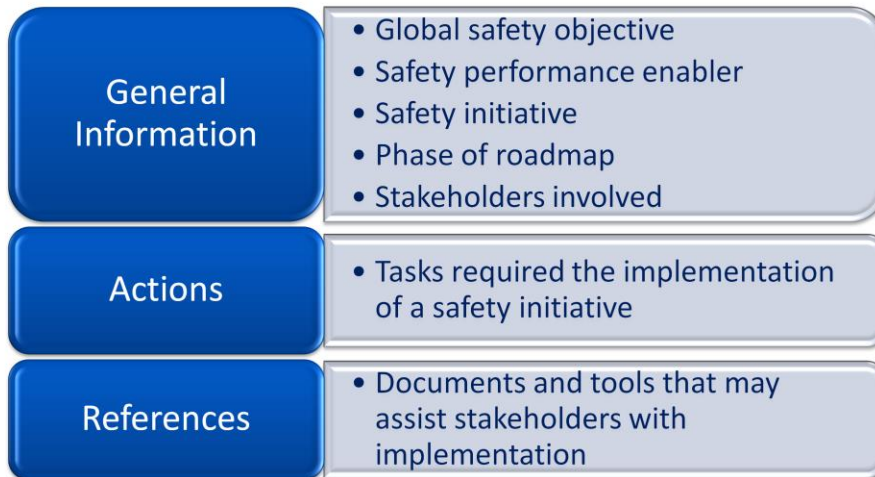 General
Information
• Global safety objective
• Safety performance enabler
• Safety initiative
• Phase of roadmap
• Stakeholders involved
Actions
• Tasks required the implementation
of a safety initiative
References
• Documents and tools that may
assist stakeholders with
implementation